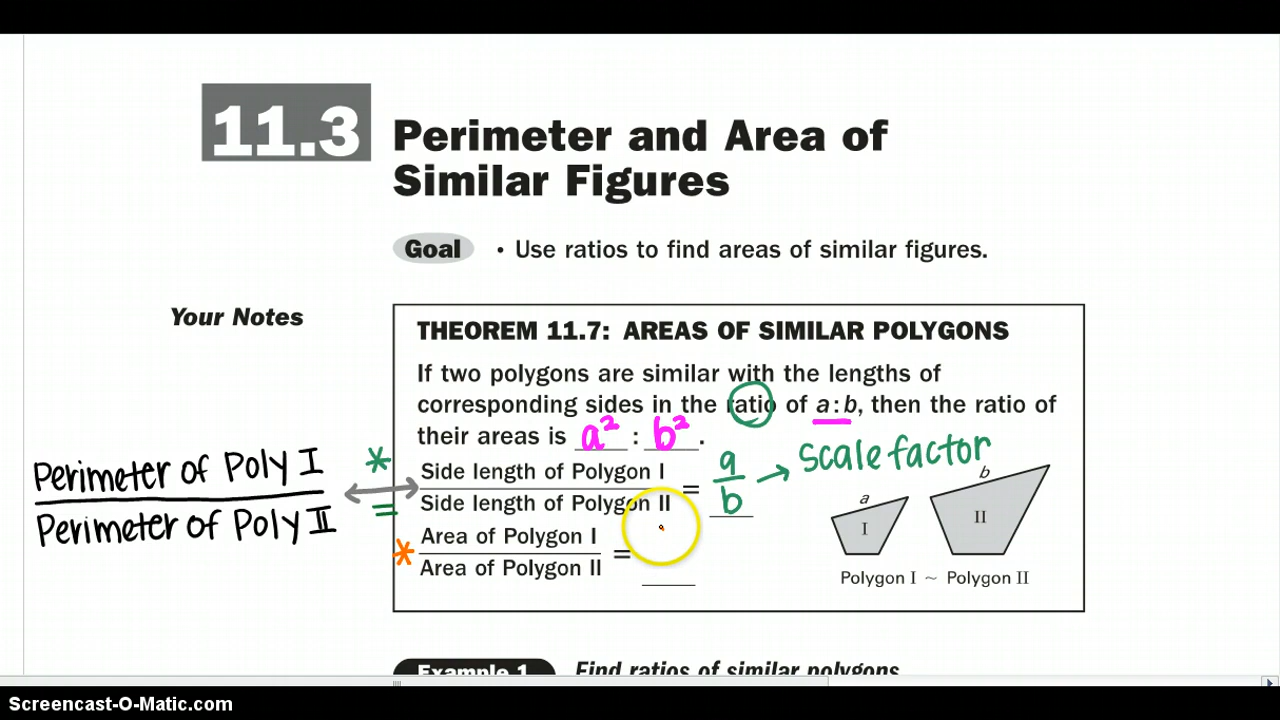 11.3
Perimeter and Area of
Similar Figures
Goal • Use ratios to find areas of similar figures.
Your Notes
THEOREM 11.7: AREAS OF SIMILAR POLYGONS
If two polygons are similar with the lengths of
corresponding sides in the ratio of a:b, then the ratio of
their areas is a² : b².
Perimeter of Poly I
Perimeter of Poly II
* =
Side length of Polygon I
Side length of Polygon II
= a
b
→ Scale factor
* Area of Polygon I
Area of Polygon II
=
a
I
b
II
Polygon I ~ Polygon II
Example 1 Find ratios of similar polygons
Screencast-O-Matic.com